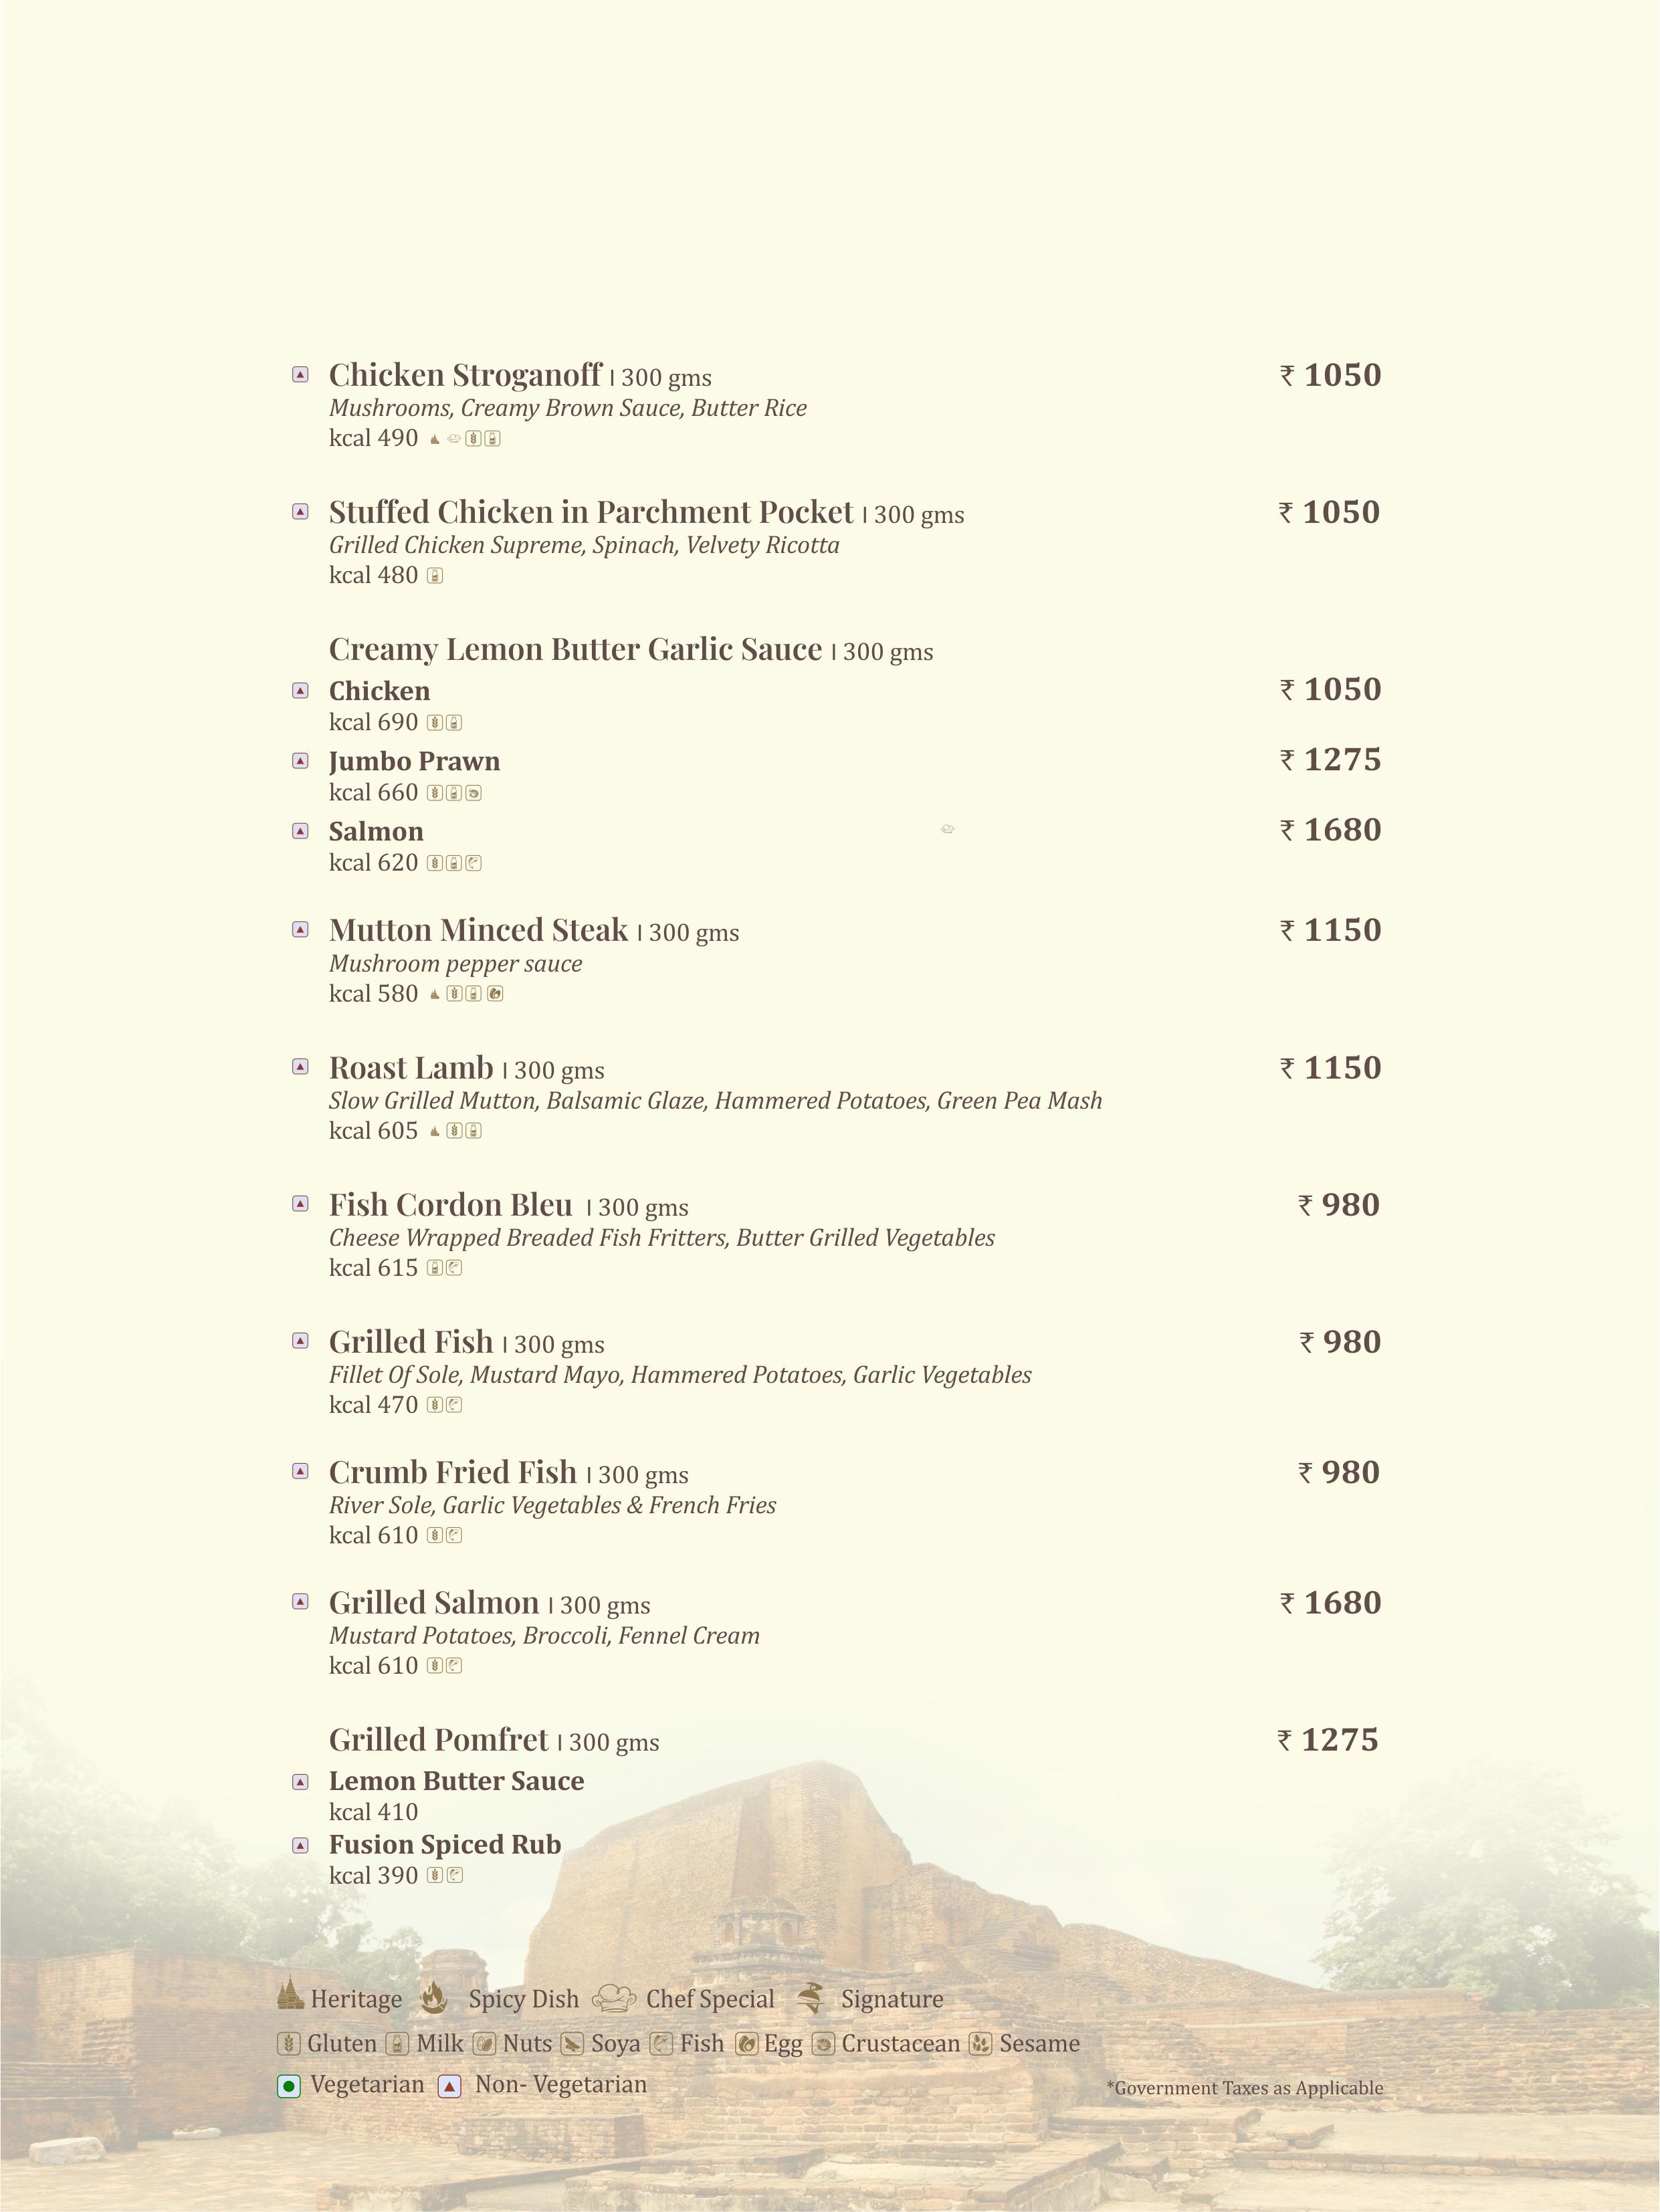 Chicken Stroganoff | 300 gms ₹ 1050
Mushrooms, Creamy Brown Sauce, Butter Rice
kcal 490
Stuffed Chicken in Parchment Pocket | 300 gms ₹ 1050
Grilled Chicken Supreme, Spinach, Velvety Ricotta
kcal 480
Creamy Lemon Butter Garlic Sauce | 300 gms
Chicken ₹ 1050
kcal 690
Jumbo Prawn ₹ 1275
kcal 660
Salmon ₹ 1680
kcal 620
Mutton Minced Steak | 300 gms ₹ 1150
Mushroom pepper sauce
kcal 580
Roast Lamb | 300 gms ₹ 1150
Slow Grilled Mutton, Balsamic Glaze, Hammered Potatoes, Green Pea Mash
kcal 605
Fish Cordon Bleu | 300 gms ₹ 980
Cheese Wrapped Breaded Fish Fritters, Butter Grilled Vegetables
kcal 615
Grilled Fish | 300 gms ₹ 980
Fillet Of Sole, Mustard Mayo, Hammered Potatoes, Garlic Vegetables
kcal 470
Crumb Fried Fish | 300 gms ₹ 980
River Sole, Garlic Vegetables & French Fries
kcal 610
Grilled Salmon | 300 gms ₹ 1680
Mustard Potatoes, Broccoli, Fennel Cream
kcal 610
Grilled Pomfret | 300 gms ₹ 1275
Lemon Butter Sauce
kcal 410
Fusion Spiced Rub
kcal 390
Heritage Spicy Dish Chef Special Signature
Gluten Milk Nuts Soya Fish Egg Crustacean Sesame
Vegetarian Non- Vegetarian *Government Taxes as Applicable